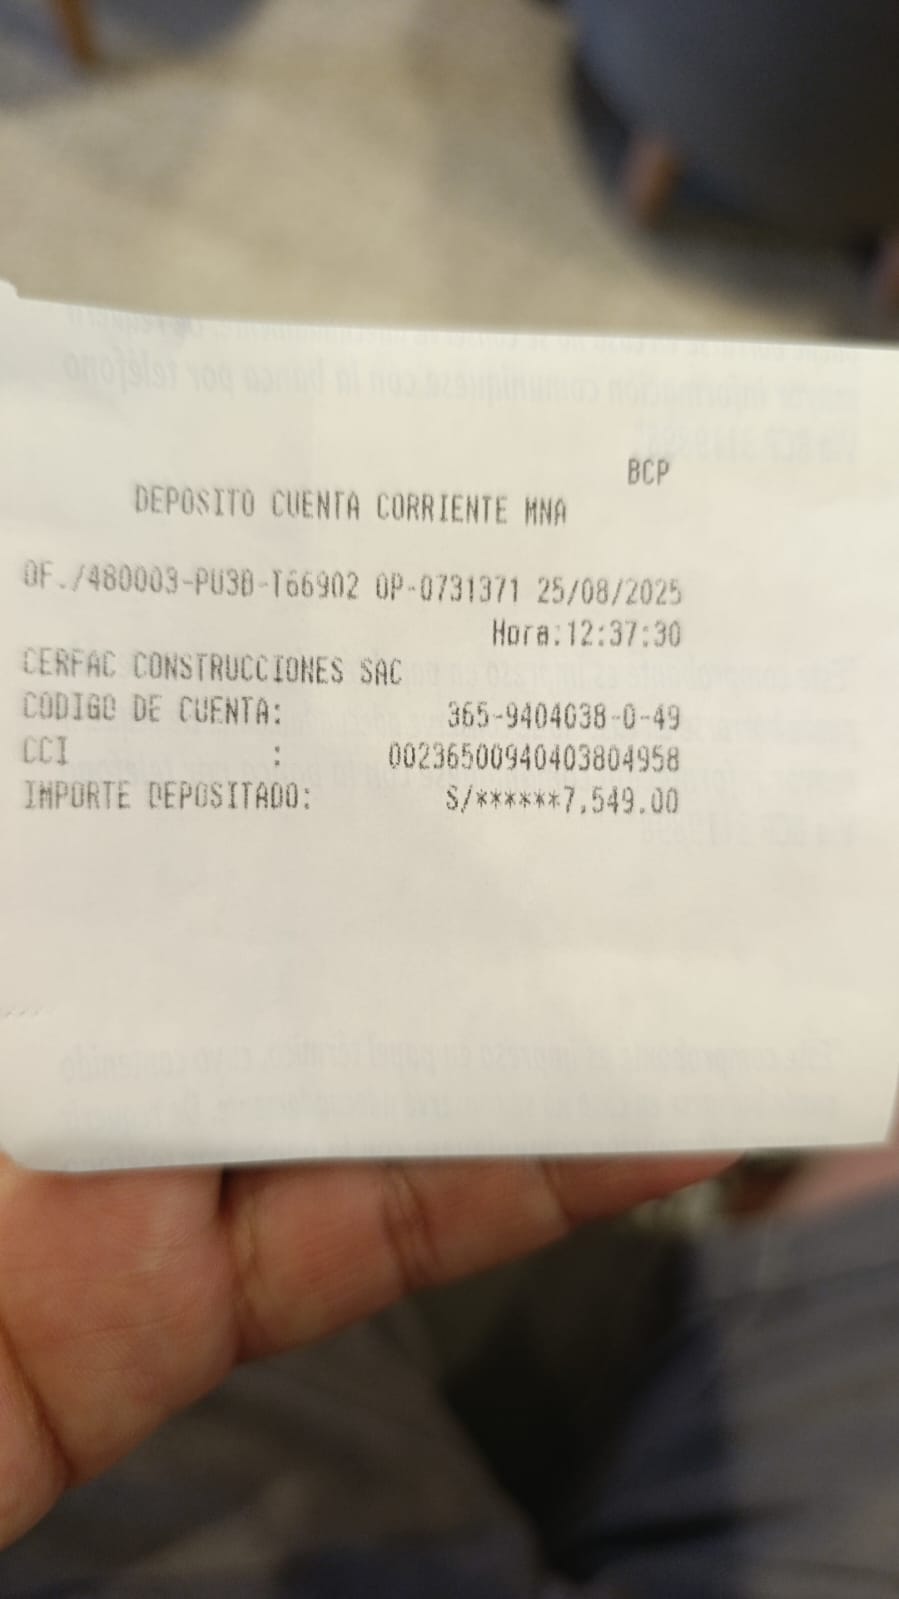 BCP
DEPOSITO CUENTA CORRIENTE MNA
OF./480003-PU3B-T66902 OP-0731371 25/08/2025
Hora:12:37:30
CERFAC CONSTRUCCIONES SAC
CODIGO DE CUENTA: 365-9404038-0-49
CCI : 00236500940403804958
IMPORTE DEPOSITADO: S/******7,549.00